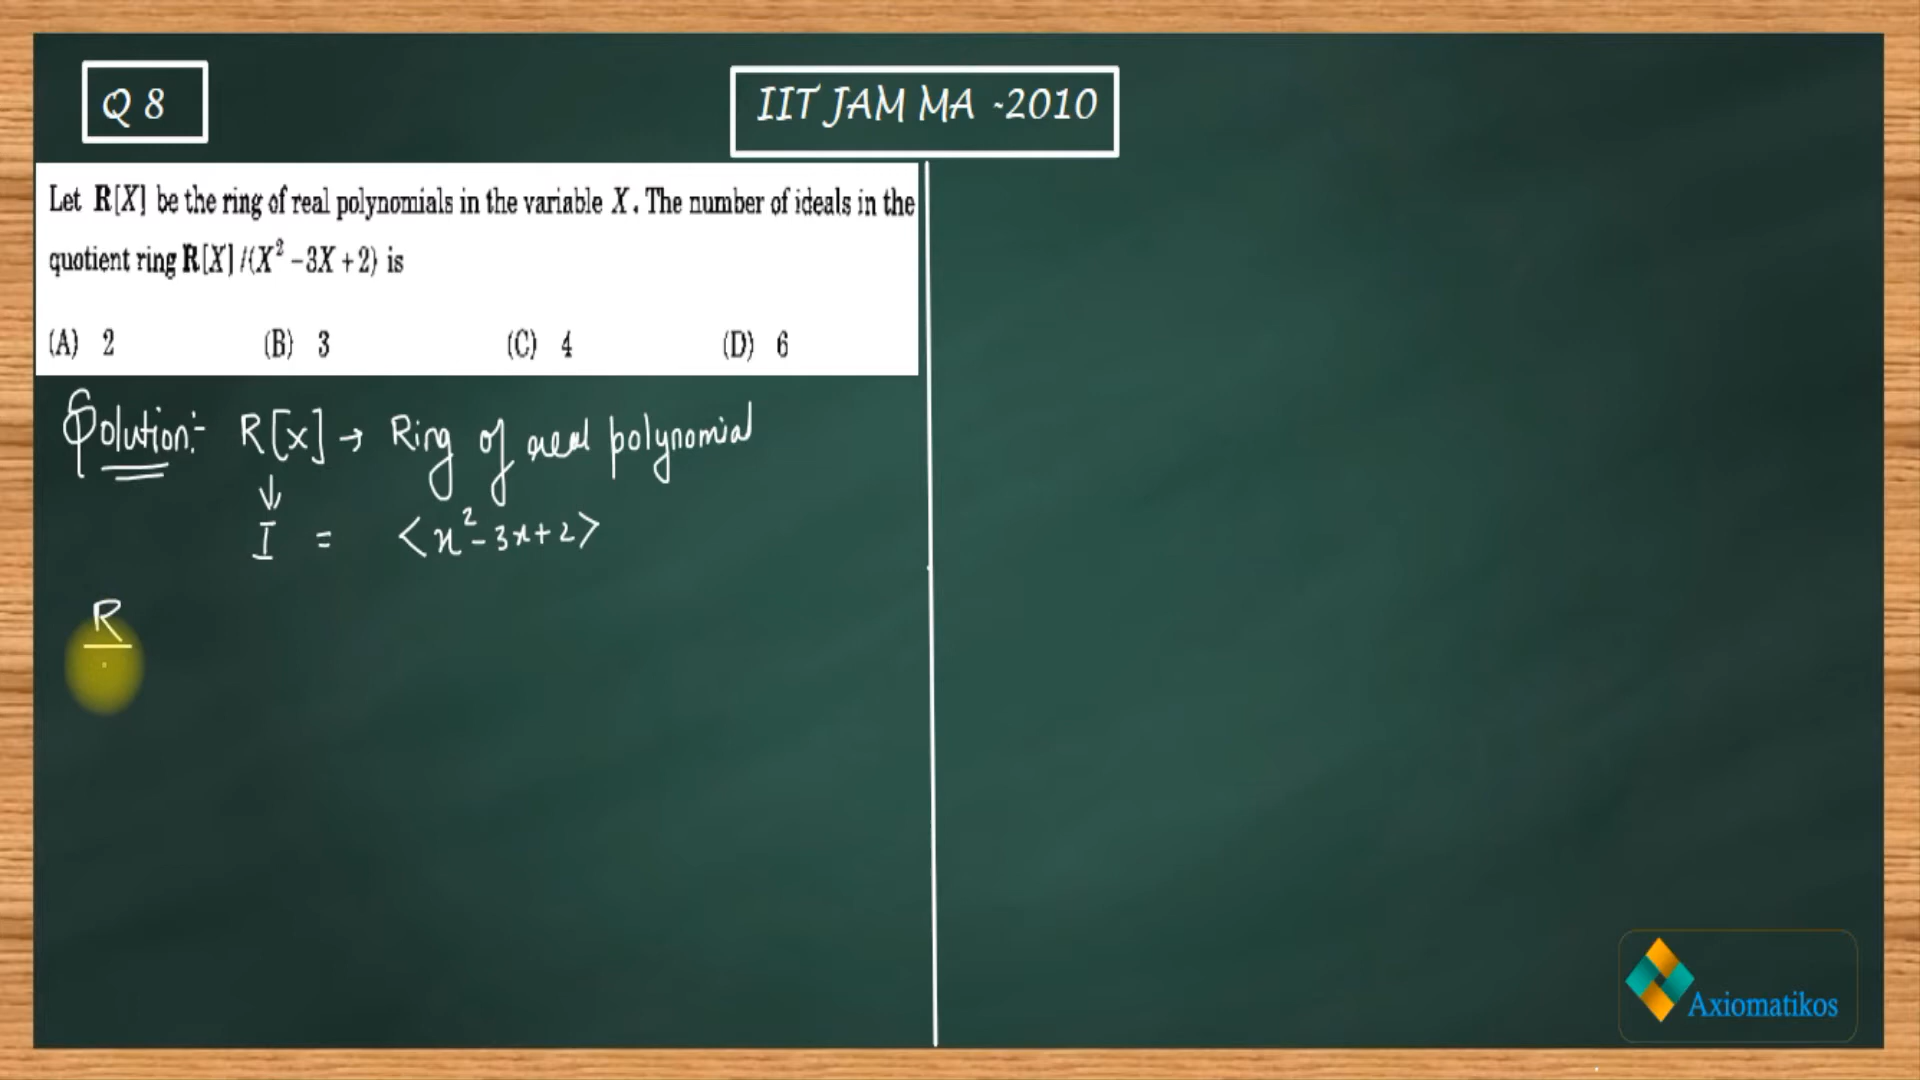 Q 8
IIT JAM MA -2010
Let R[X] be the ring of real polynomials in the variable X. The number of ideals in the
quotient ring R[X] /(X² – 3X + 2) is
(A) 2 (B) 3 (C) 4 (D) 6
Solution:- R[x] → Ring of real polynomial
↓
I = <x² - 3x + 2>
R
Axiomatikos